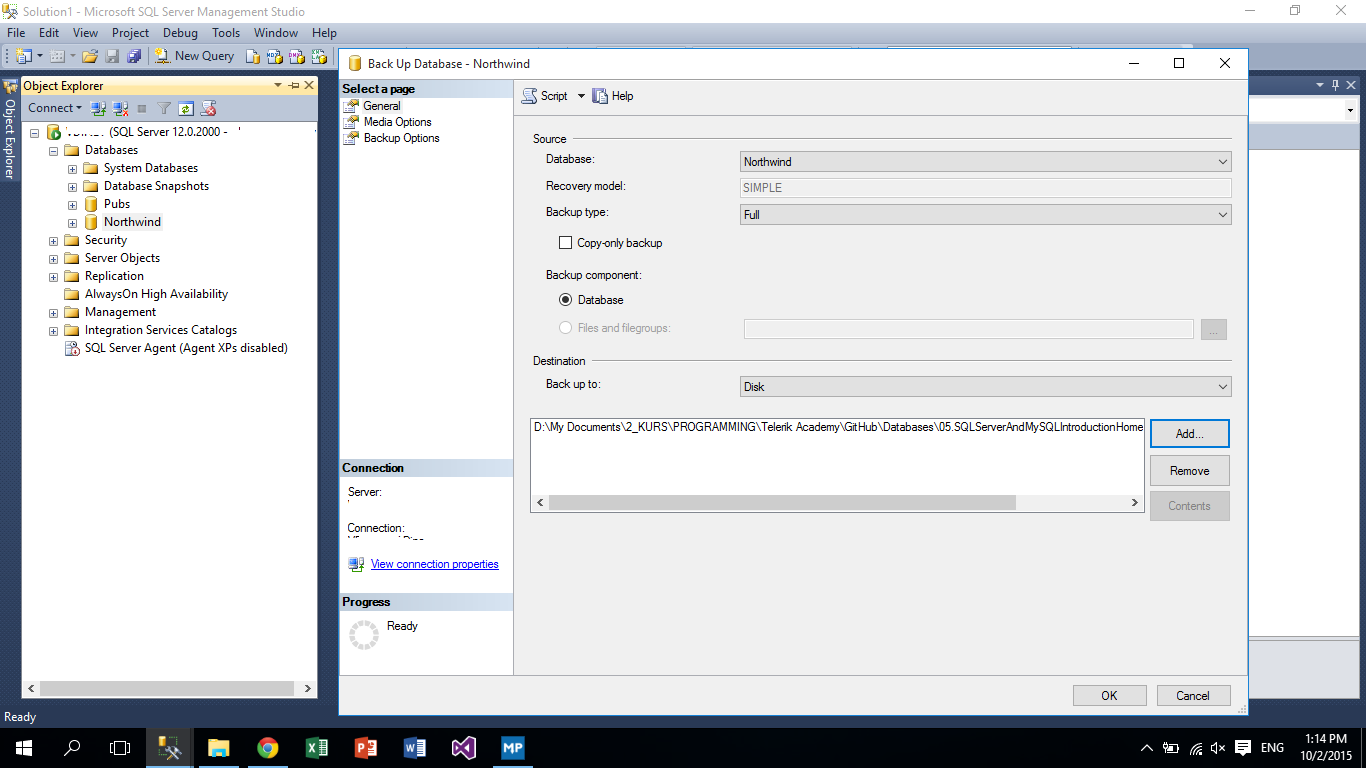 Solution1 - Microsoft SQL Server Management Studio
File Edit View Project Debug Tools Window Help
New Query
Object Explorer
Object Explorer
Connect
(SQL Server 12.0.2000 -
Databases
System Databases
Database Snapshots
Pubs
Northwind
Security
Server Objects
Replication
AlwaysOn High Availability
Management
Integration Services Catalogs
SQL Server Agent (Agent XPs disabled)
Back Up Database - Northwind
Select a page
General
Media Options
Backup Options
Connection
Server:
Connection:
View connection properties
Progress
Ready
Script Help
Source
Database: Northwind
Recovery model: SIMPLE
Backup type: Full
Copy-only backup
Backup component:
Database
Files and filegroups: ...
Destination
Back up to: Disk
D:\My Documents\2_KURS\PROGRAMMING\Telerik Academy\GitHub\Databases\05.SQLServerAndMySQLIntroductionHome
Add...
Remove
Contents
OK Cancel
Ready
MP
ENG
1:14 PM
10/2/2015